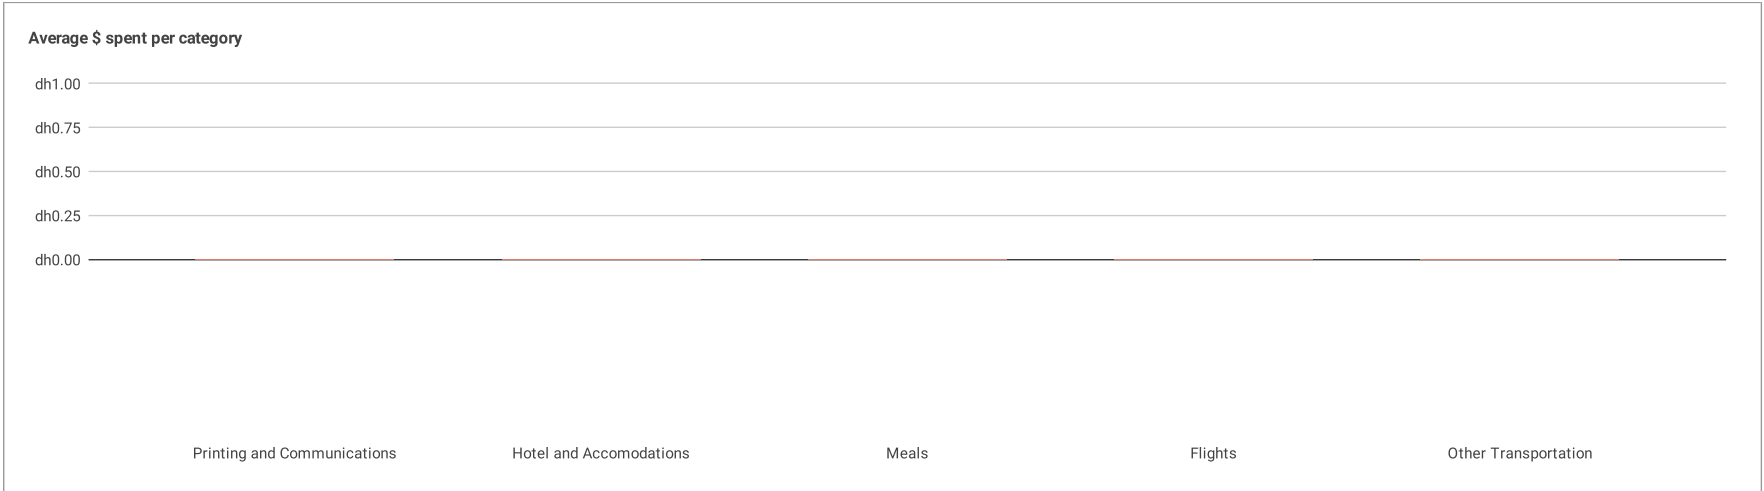 Average $ spent per category
dh1.00
dh0.75
dh0.50
dh0.25
dh0.00
Printing and Communications Hotel and Accomodations Meals Flights Other Transportation